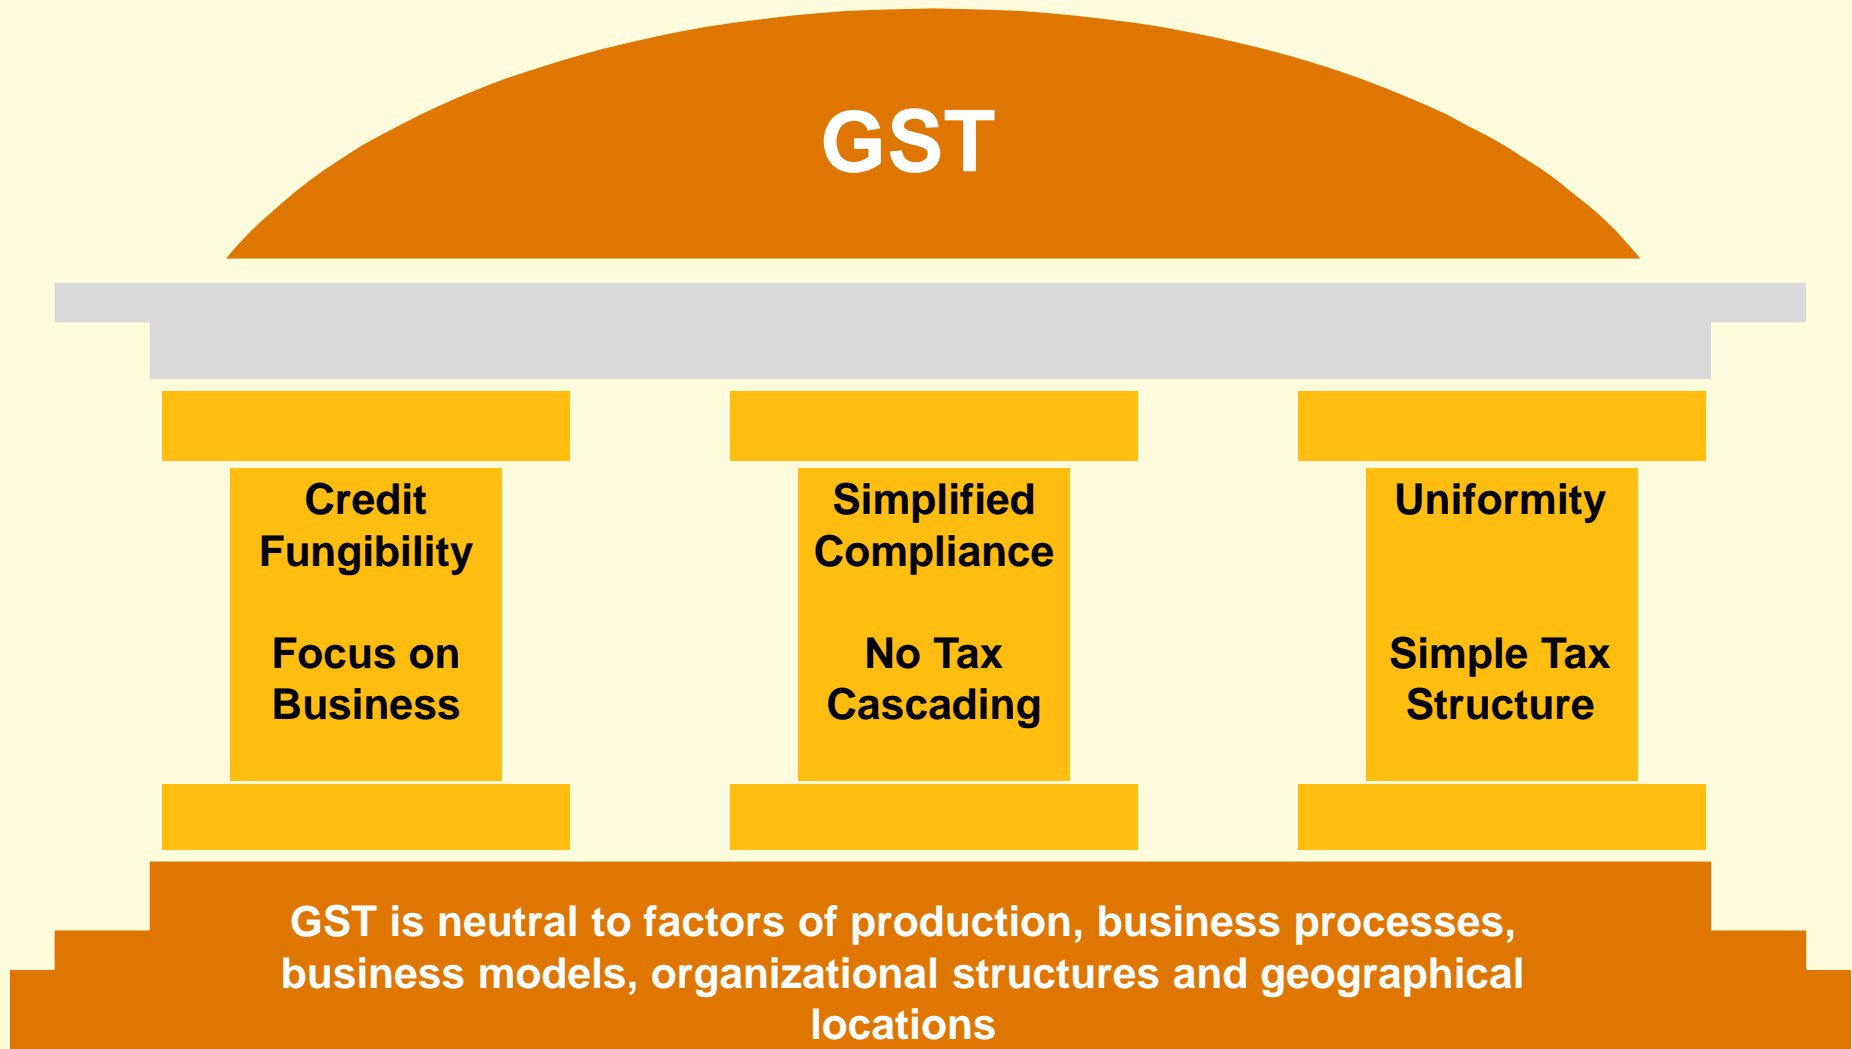 GST
Credit
Fungibility
Focus on
Business
Simplified
Compliance
No Tax
Cascading
Uniformity
Simple Tax
Structure
GST is neutral to factors of production, business processes,
business models, organizational structures and geographical
locations